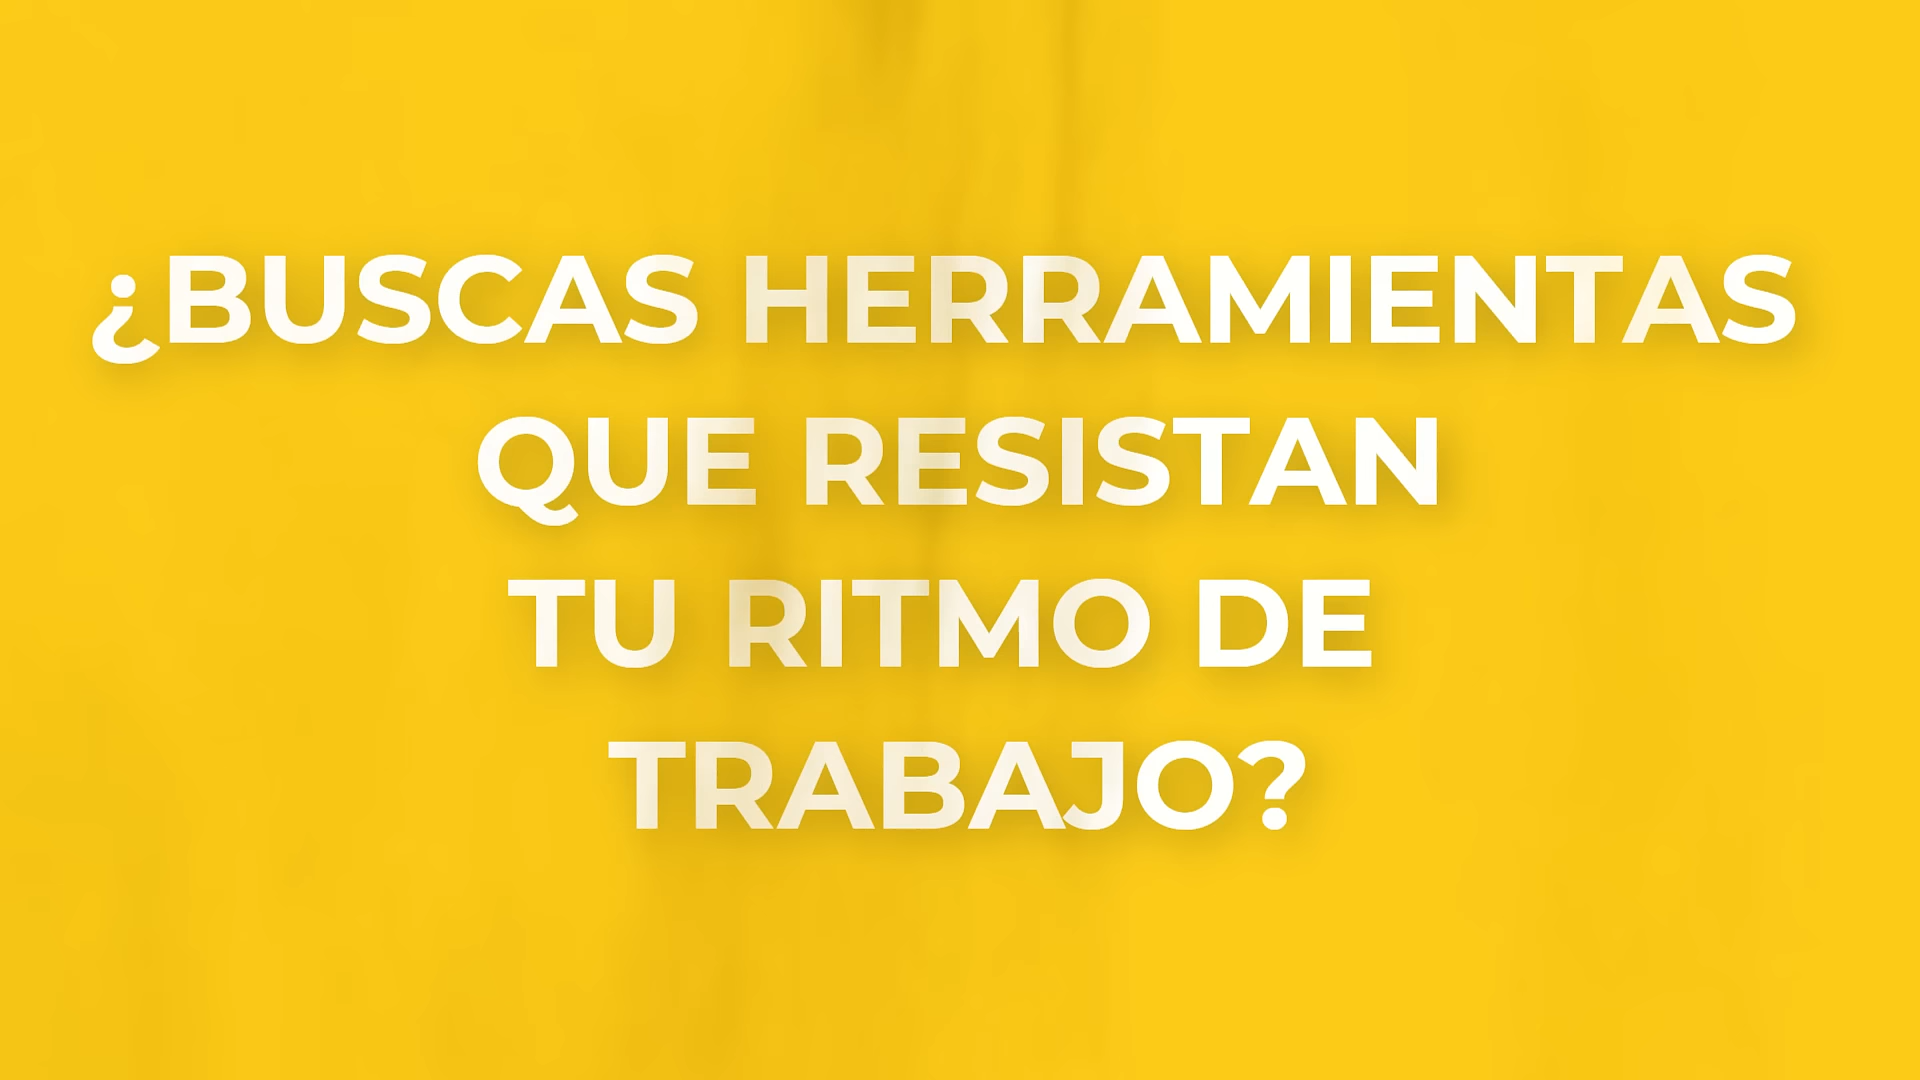 ¿BUSCAS HERRAMIENTAS
QUE RESISTAN
TU RITMO DE
TRABAJO?